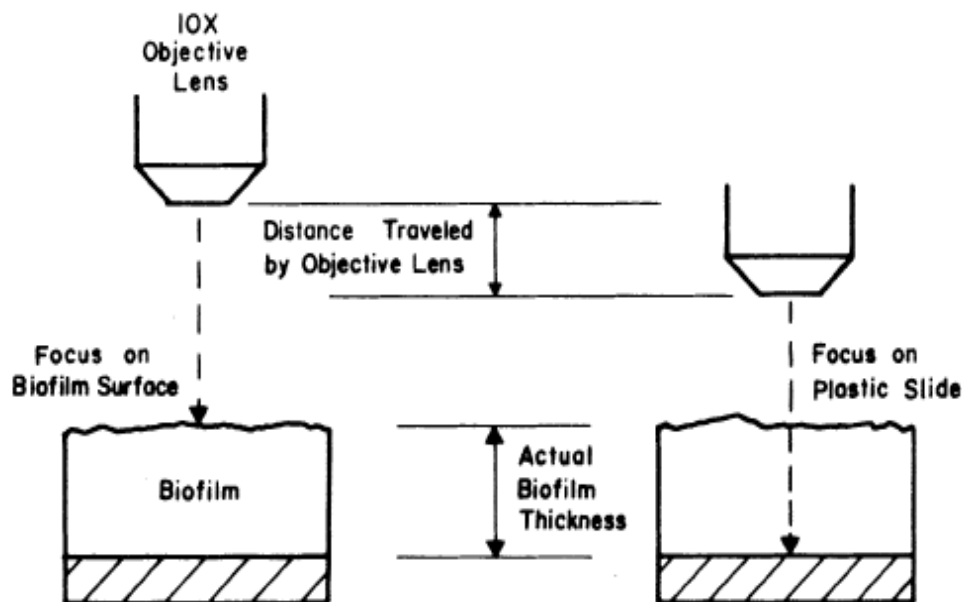 10X
Objective
Lens
Distance Traveled
by Objective Lens
Focus on
Biofilm Surface
Focus on
Plastic Slide
Biofilm
Actual
Biofilm
Thickness